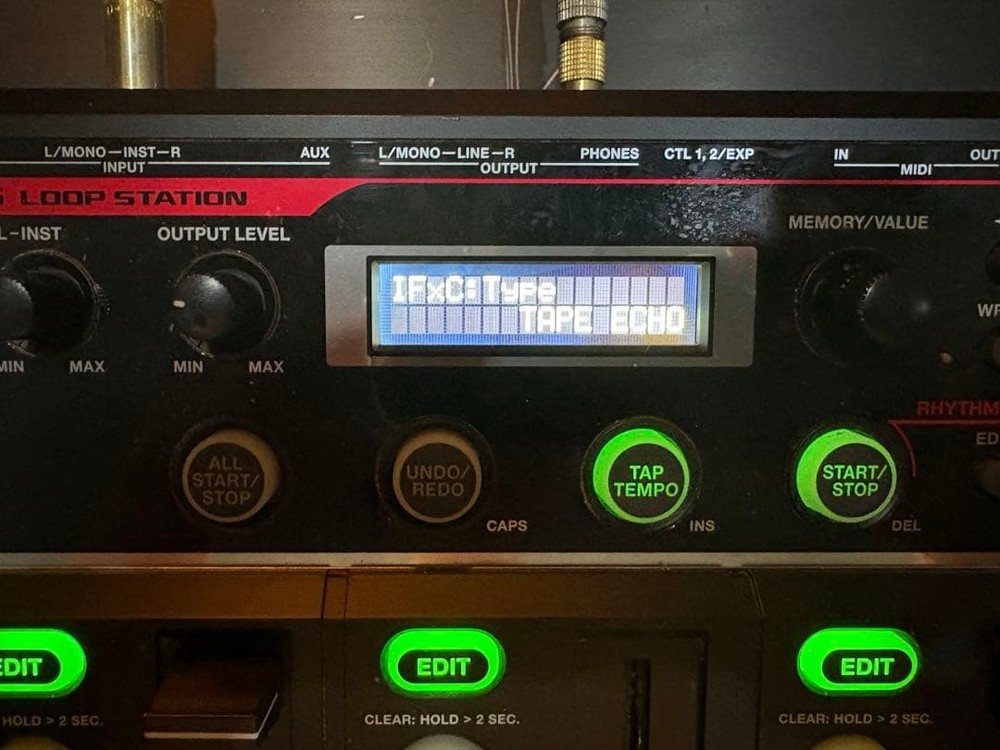 L/MONO—INST—R
INPUT
AUX
L/MONO—LINE—R
OUTPUT
PHONES
CTL 1, 2/EXP
IN
MIDI
LOOP STATION
L-INST
OUTPUT LEVEL
MEMORY/VALUE
IFxC:Type
TAPE ECHO
MIN MAX
MIN MAX
RHYTHM
ALL
START/
STOP
UNDO/
REDO
TAP
TEMPO
START/
STOP
CAPS
INS
DEL
EDIT
EDIT
EDIT
HOLD > 2 SEC.
CLEAR: HOLD > 2 SEC.
CLEAR: HOLD > 2 SEC.